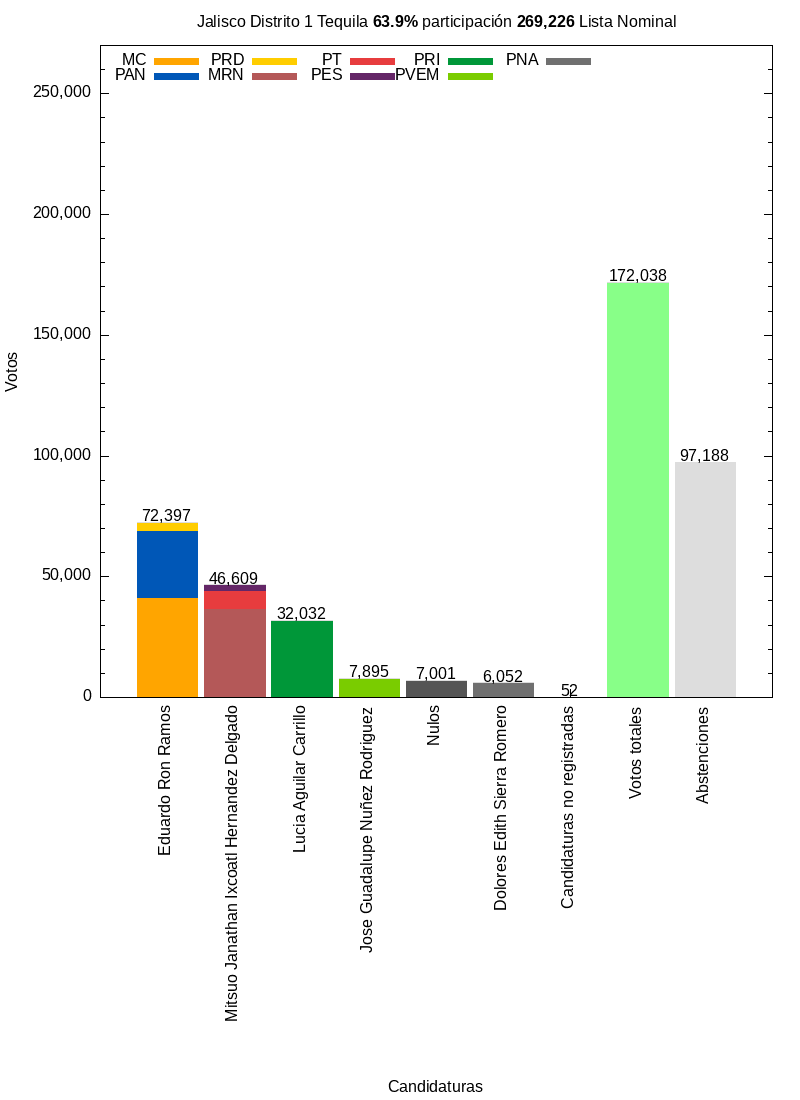 Jalisco Distrito 1 Tequila 63.9% participación 269,226 Lista Nominal
MC PRD PT PRI PNA
PAN MRN PES PVEM
250,000
200,000
150,000
100,000
50,000
0
Votos
72,397
46,609
32,032
7,895
7,001
6,052
52
172,038
97,188
Eduardo Ron Ramos
Mitsuo Janathan Ixcoatl Hernandez Delgado
Lucia Aguilar Carrillo
Jose Guadalupe Nuñez Rodriguez
Nulos
Dolores Edith Sierra Romero
Candidaturas no registradas
Votos totales
Abstenciones
Candidaturas